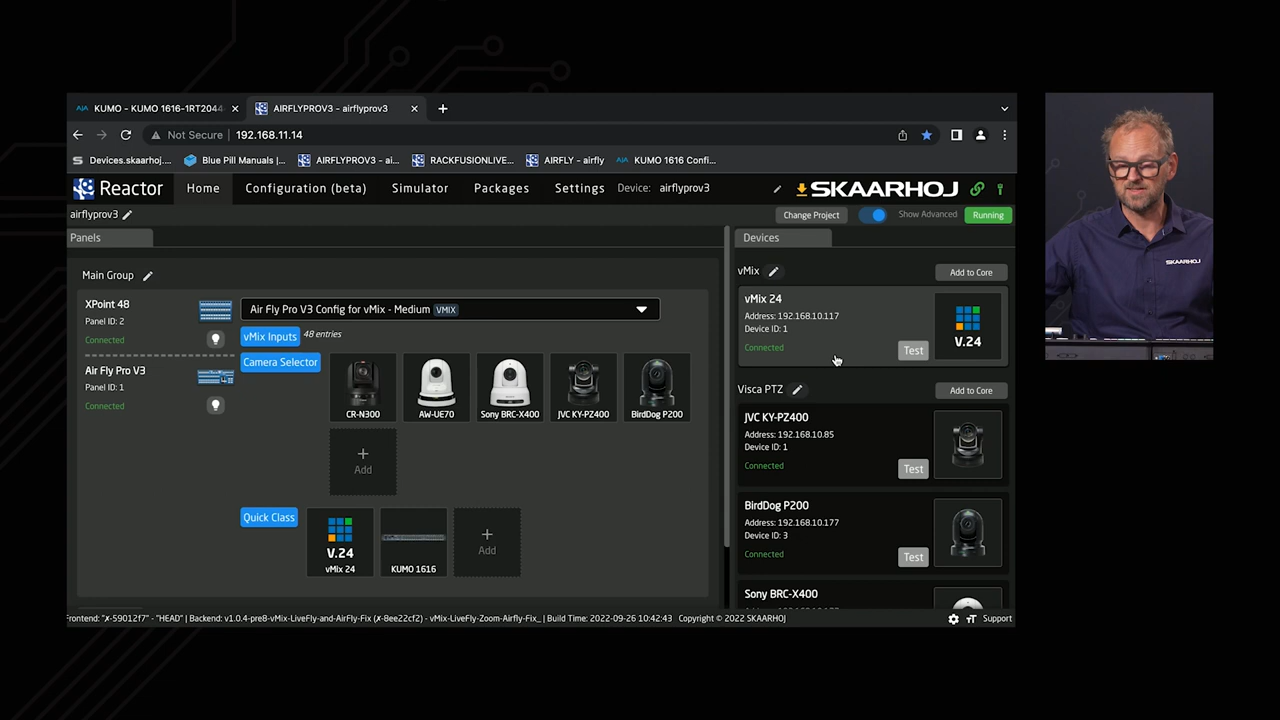 KUMO - KUMO 1616-1RT2044
AIRFLYPROV3 - airflyprov3
Not Secure
192.168.11.14
Devices.skaarhoj....
Blue Pill Manuals |...
AIRFLYPROV3 - ai...
RACKFUSIONLIVE...
AIRFLY - airfly
KUMO 1616 Confi...
Reactor
Home
Configuration (beta)
Simulator
Packages
Settings
Device: airflyprov3
SKAARHOJ
airflyprov3
Change Project
Show Advanced
Running
Panels
Main Group
XPoint 48
Panel ID: 2
Connected
Air Fly Pro V3
Panel ID: 1
Connected
Air Fly Pro V3 Config for vMix - Medium VMIX
vMix Inputs
48 entries
Camera Selector
CR-N300
AW-UE70
Sony BRC-X400
JVC KY-PZ400
BirdDog P200
Add
Quick Class
V.24
vMix 24
KUMO 1616
Add
Devices
vMix
Add to Core
vMix 24
Address: 192.168.10.117
Device ID: 1
Connected
Test
V.24
Visca PTZ
Add to Core
JVC KY-PZ400
Address: 192.168.10.85
Device ID: 1
Connected
Test
BirdDog P200
Address: 192.168.10.177
Device ID: 3
Connected
Test
Sony BRC-X400
Frontend: "x-59012f7" - "HEAD" | Backend: v1.0.4-pre8-vMix-LiveFly-and-AirFly-Fix (x-8ee22cf2) - vMix-LiveFly-Zoom-Airfly-Fix_ | Build Time: 2022-09-26 10:42:43 Copyright © 2022 SKAARHOJ
Support
SKAARHOJ